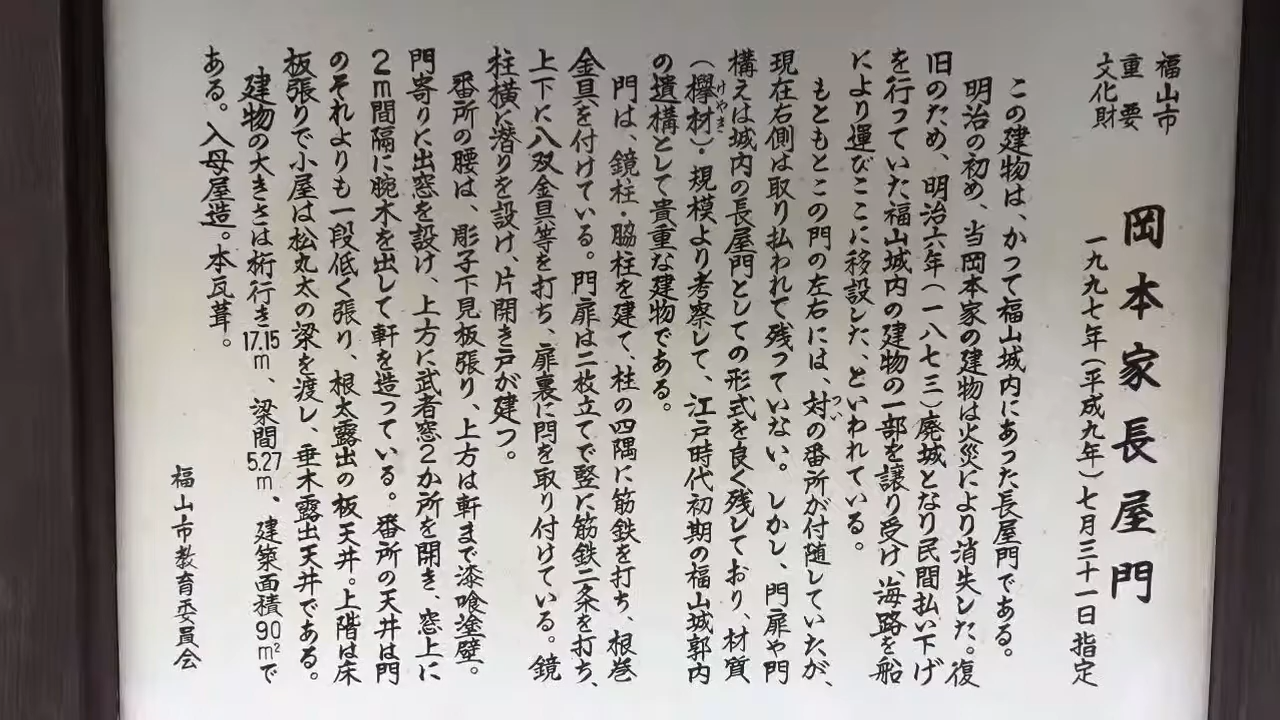 福山市
重要
文化財
岡本家長屋門
一九九七年(平成九年)七月三十一日指定
この建物は、かつて福山城内にあった長屋門である。
明治の初め、当岡本家の建物は火災により消失した。復
旧のため、明治六年(一八七三)廃城となり民間払い下げ
を行っていた福山城内の建物の一部を譲り受け、海路を船
により運びここに移設した、といわれている。
もともとこの門の左右には、対の番所が付随していたが、
つい
現在右側は取り払われて残っていない。しかし、門扉や門
構えは城内の長屋門としての形式を良く残しており、材質
けやき
(欅材)・規模より考察して、江戸時代初期の福山城郭内
の遺構として貴重な建物である。
門は、鏡柱・脇柱を建て、柱の四隅に筋鉄を打ち、根巻
金具を付けている。門扉は二枚立てで竪に筋鉄二条を打ち、
上下に八双金具等を打ち、扉裏に閂を取り付けている。鏡
柱横に潜りを設け、片開き戸が建つ。
番所の腰は、彫子下見板張り、上方は軒まで漆喰塗壁。
門寄りに出窓を設け、上方に武者窓2か所を開き、窓上に
2m間隔に腕木を出して軒を造っている。番所の天井は門
のそれよりも一段低く張り、根太露出の板天井。上階は床
板張りで小屋は松丸太の梁を渡し、垂木露出天井である。
建物の大きさは桁行き17.15m、梁間5.27m、建築面積90m²で
ある。入母屋造。本瓦葺。
福山市教育委員会